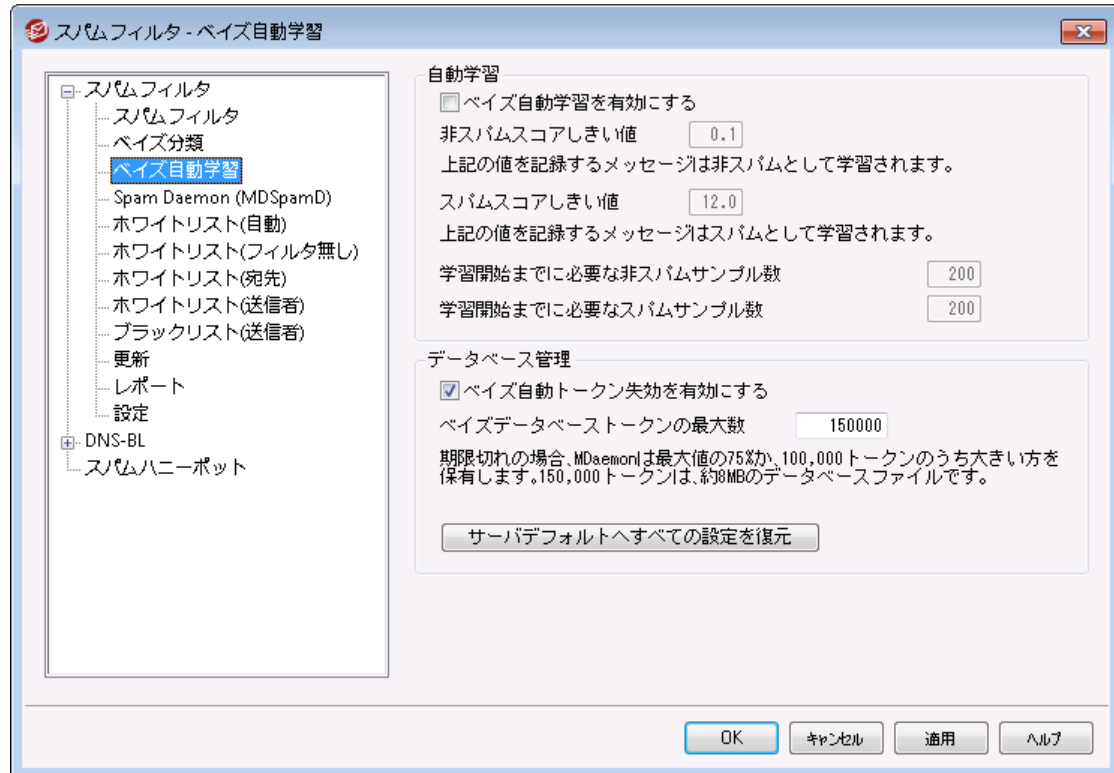 スパムフィルタ - ベイズ自動学習
スパムフィルタ
スパムフィルタ
ベイズ分類
ベイズ自動学習
Spam Daemon (MDSpamD)
ホワイトリスト(自動)
ホワイトリスト(フィルタ無し)
ホワイトリスト(宛先)
ホワイトリスト(送信者)
ブラックリスト(送信者)
更新
レポート
設定
DNS-BL
スパムハニーポット
自動学習
ベイズ自動学習を有効にする
非スパムスコアしきい値 0.1
上記の値を記録するメッセージは非スパムとして学習されます。
スパムスコアしきい値 12.0
上記の値を記録するメッセージはスパムとして学習されます。
学習開始までに必要な非スパムサンプル数 200
学習開始までに必要なスパムサンプル数 200
データベース管理
ベイズ自動トークン失効を有効にする
ベイズデータベーストークンの最大数 150000
期限切れの場合、MDaemonは最大値の75%か、100,000トークンのうち大きい方を
保有します。150,000トークンは、約8MBのデータベースファイルです。
サーバデフォルトへすべての設定を復元
OK キャンセル 適用 ヘルプ